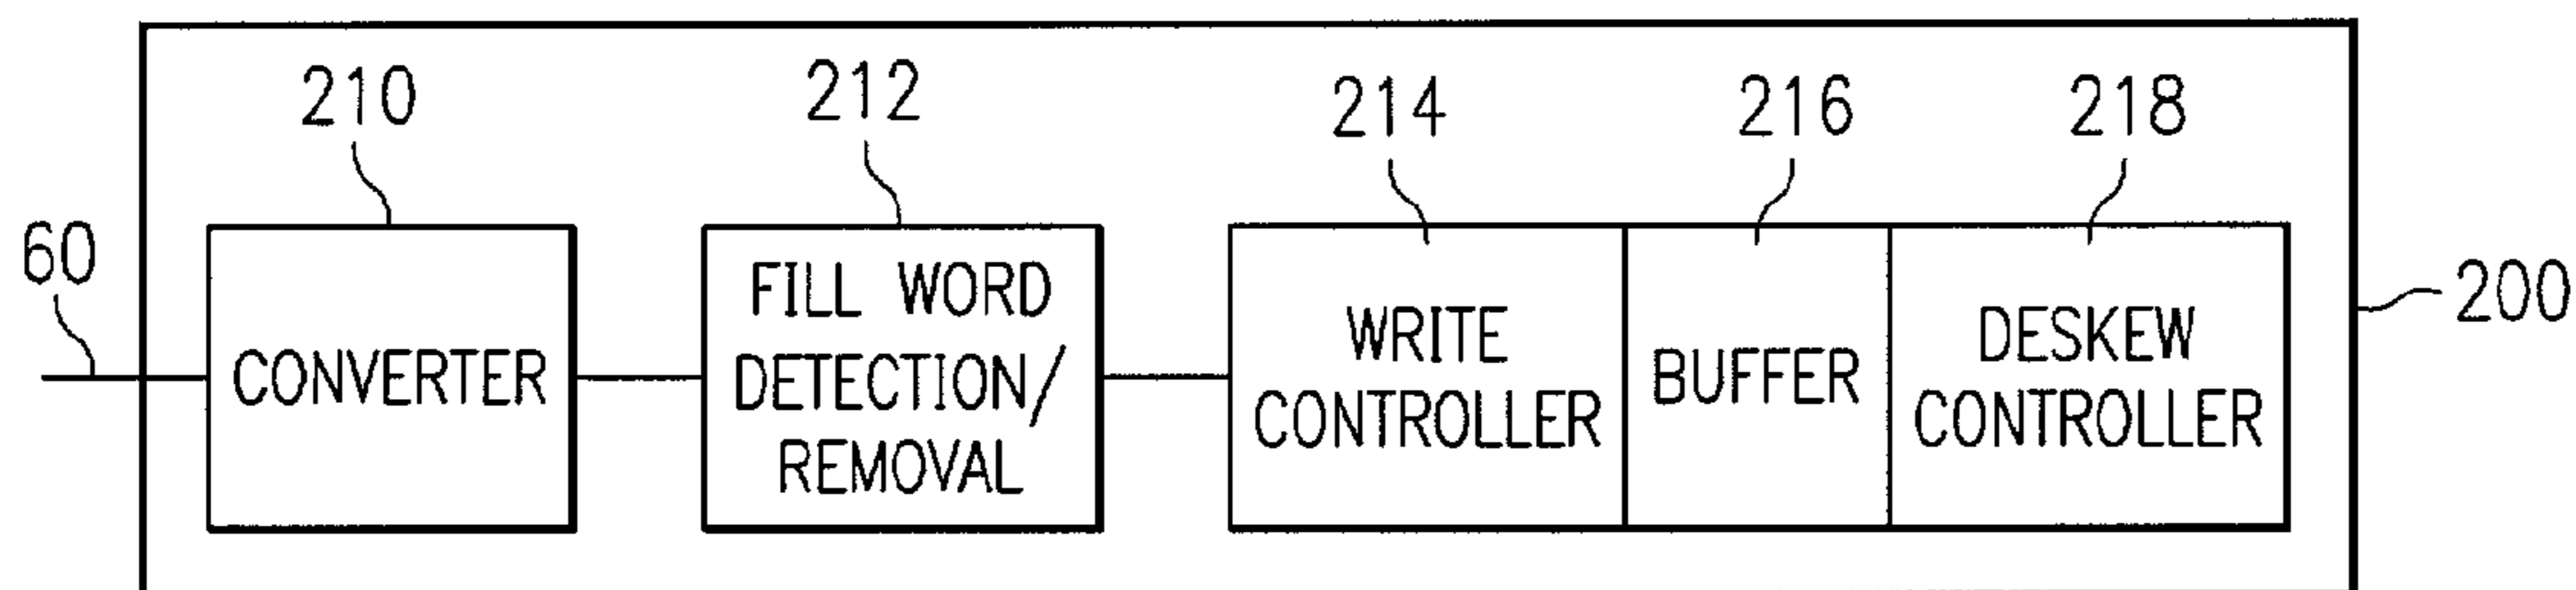 210
212
214
216
218
60
CONVERTER
FILL WORD
DETECTION/
REMOVAL
WRITE
CONTROLLER
BUFFER
DESKEW
CONTROLLER
200